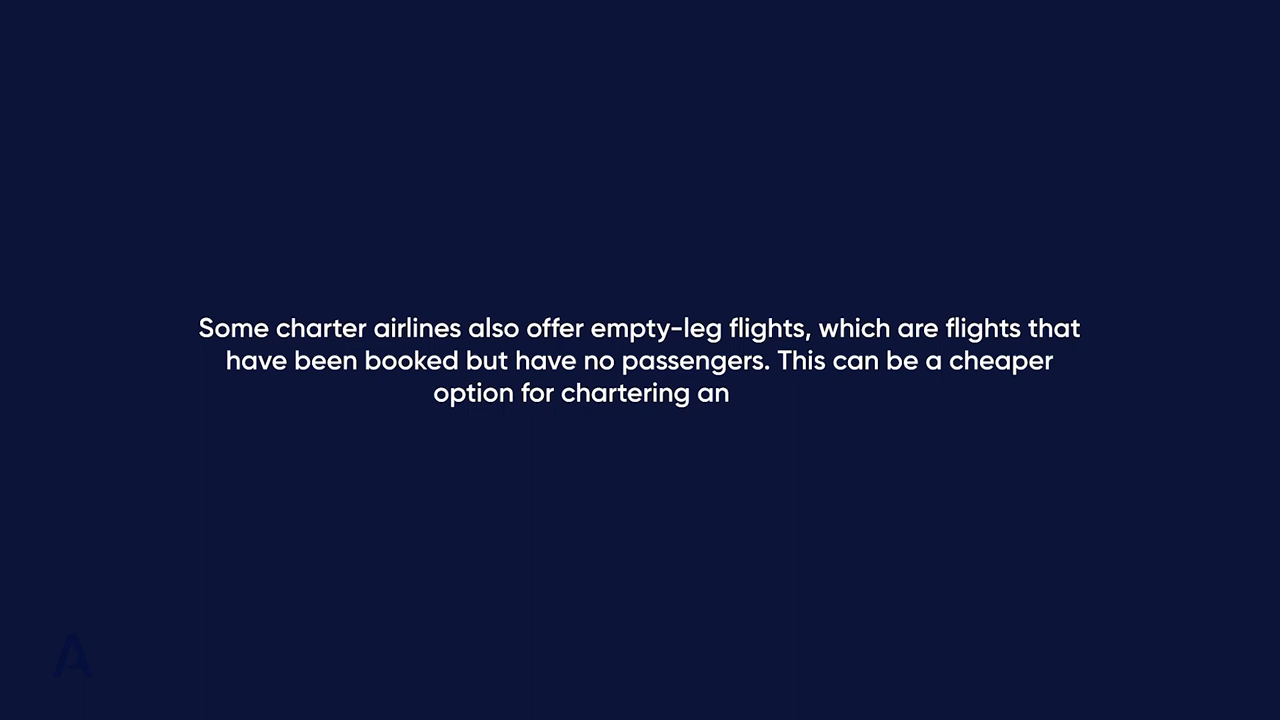 Some charter airlines also offer empty-leg flights, which are flights that
have been booked but have no passengers. This can be a cheaper
option for chartering an
A